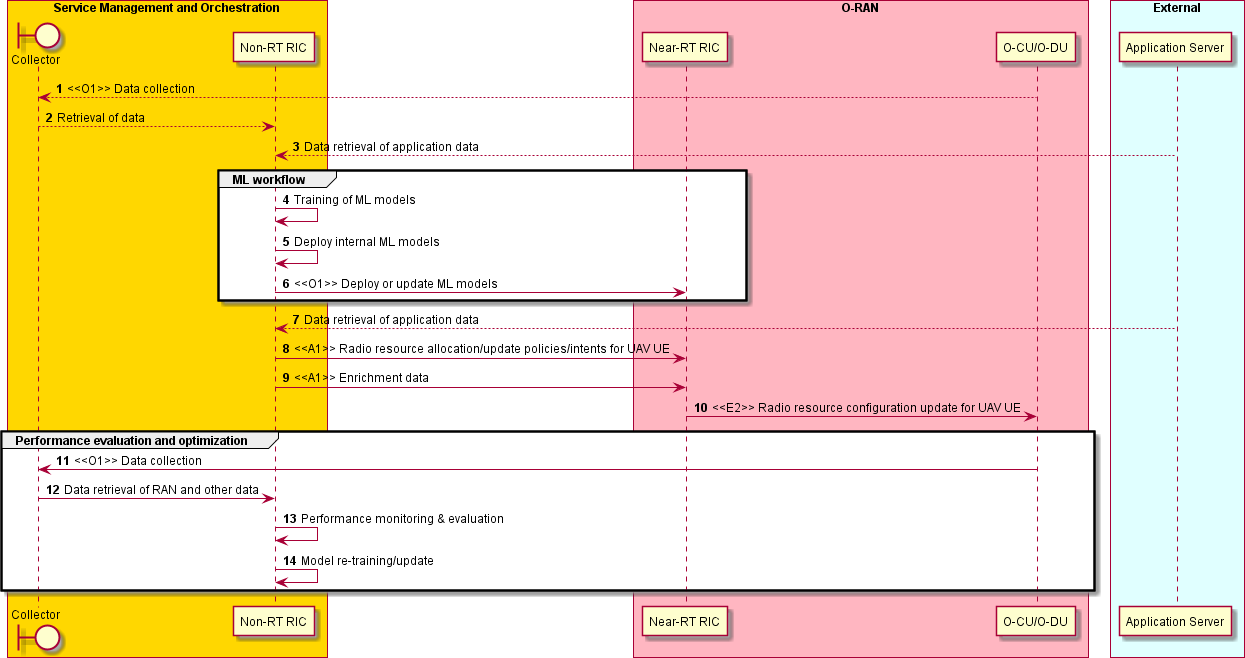 Service Management and Orchestration
O-RAN
External
Collector
Non-RT RIC
Near-RT RIC
O-CU/O-DU
Application Server
1 <<O1>> Data collection
2 Retrieval of data
3 Data retrieval of application data
ML workflow
4 Training of ML models
5 Deploy internal ML models
6 <<O1>> Deploy or update ML models
7 Data retrieval of application data
8 <<A1>> Radio resource allocation/update policies/intents for UAV UE
9 <<A1>> Enrichment data
10 <<E2>> Radio resource configuration update for UAV UE
Performance evaluation and optimization
11 <<O1>> Data collection
12 Data retrieval of RAN and other data
13 Performance monitoring & evaluation
14 Model re-training/update
Collector
Non-RT RIC
Near-RT RIC
O-CU/O-DU
Application Server